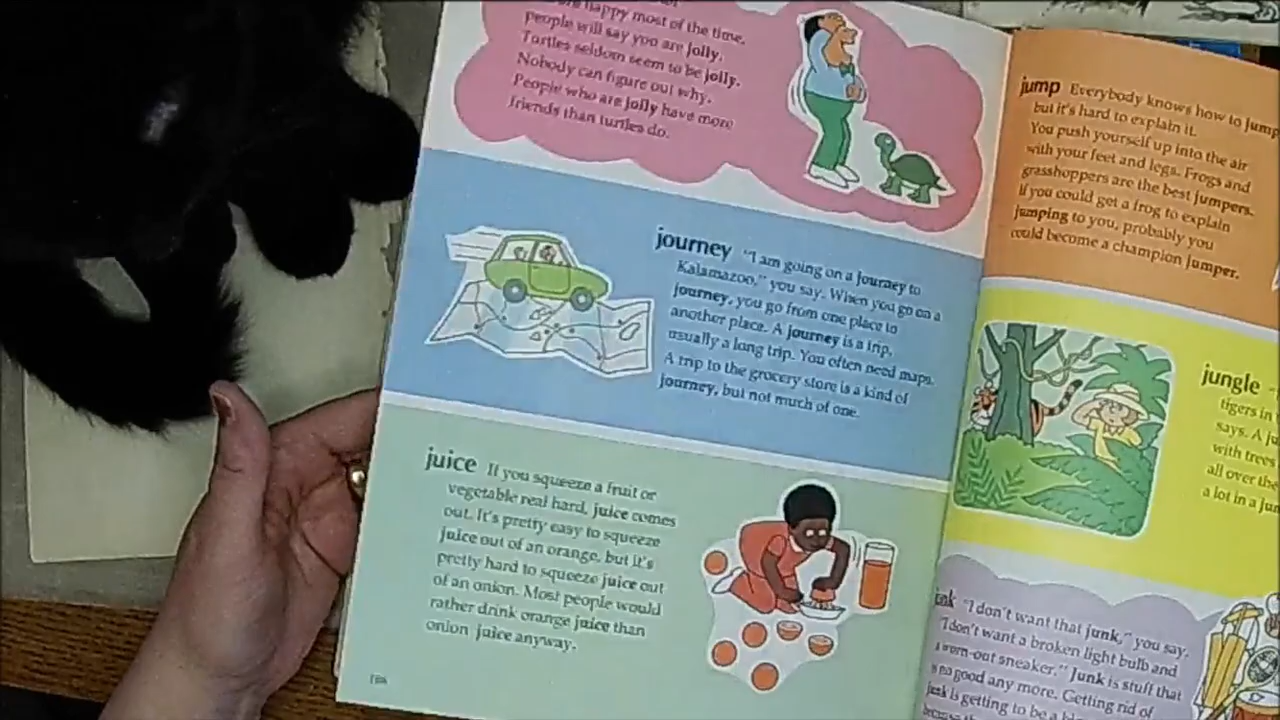 happy most of the time,
people will say you are jolly.
Turtles seldom seem to be jolly.
Nobody can figure out why.
People who are jolly have more
friends than turtles do.
journey "I am going on a journey to
Kalamazoo," you say. When you go on a
journey, you go from one place to
another place. A journey is a trip,
usually a long trip. You often need maps.
A trip to the grocery store is a kind of
journey, but not much of one.
juice If you squeeze a fruit or
vegetable real hard, juice comes
out. It's pretty easy to squeeze
juice out of an orange, but it's
pretty hard to squeeze juice out
of an onion. Most people would
rather drink orange juice than
onion juice anyway.
jump Everybody knows how to jump
but it's hard to explain it.
You push yourself up into the air
with your feet and legs. Frogs and
grasshoppers are the best jumpers.
If you could get a frog to explain
jumping to you, probably you
could become a champion jumper.
jungle
tigers in
says. A ju
with trees
all over the
a lot in a jun
"I don't want that junk," you say.
"I don't want a broken light bulb and
a worn-out sneaker." Junk is stuff that
is no good any more. Getting rid of
junk is getting to be a